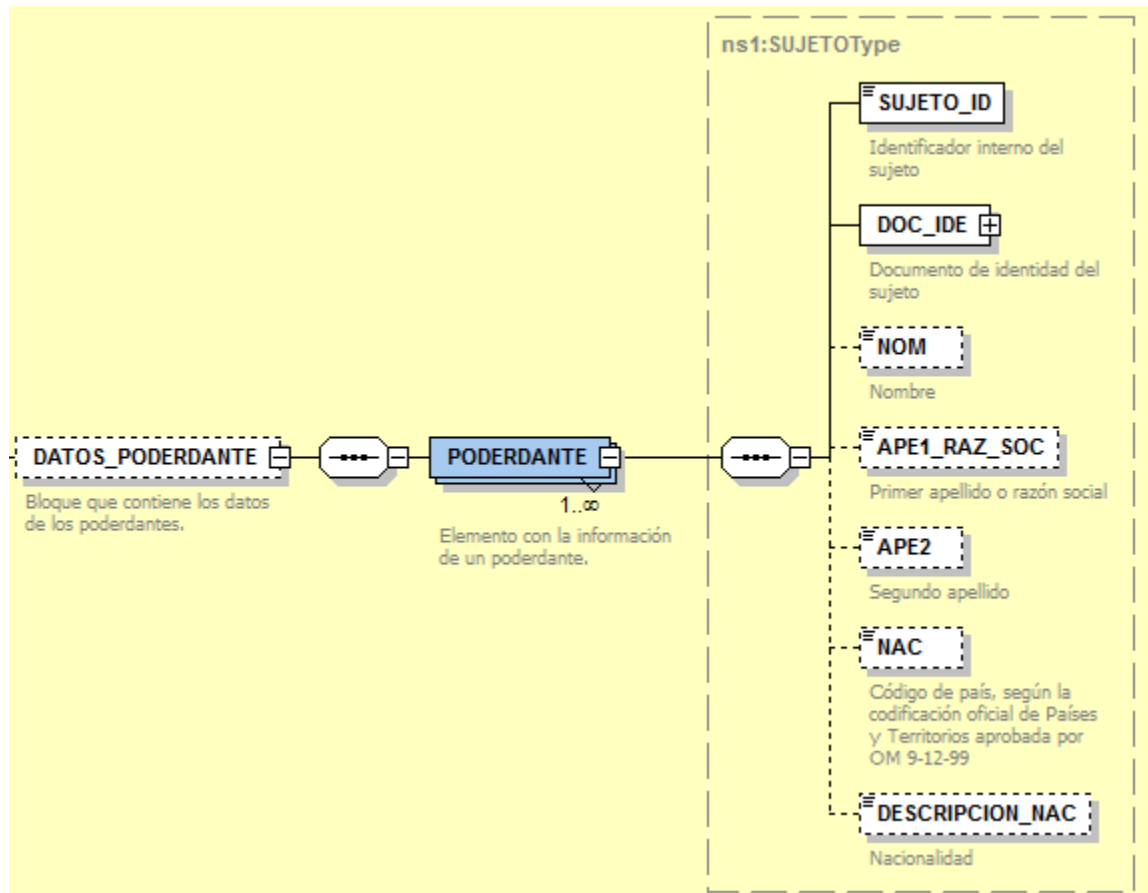 ns1:SUJETOType
SUJETO_ID
Identificador interno del
sujeto
DOC_IDE
Documento de identidad del
sujeto
NOM
Nombre
DATOS_PODERDANTE
Bloque que contiene los datos
de los poderdantes.
PODERDANTE
1..∞
Elemento con la información
de un poderdante.
APE1_RAZ_SOC
Primer apellido o razón social
APE2
Segundo apellido
NAC
Código de país, según la
codificación oficial de Países
y Territorios aprobada por
OM 9-12-99
DESCRIPCION_NAC
Nacionalidad